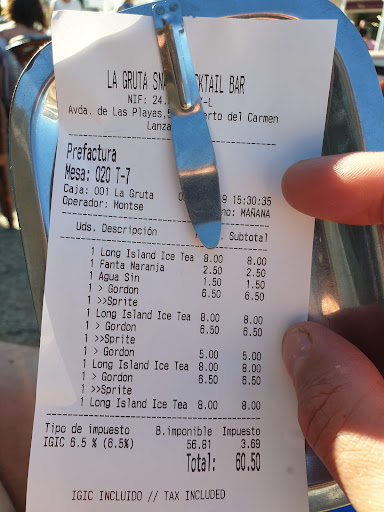 LA GRUTA COCKTAIL BAR
NIF: 24. -L
Avda. de Las Playas, Puerto del Carmen
Prefactura
Mesa: 020 T-7
Caja: 001 La Gruta 15:30:35
Operador: Montse MAÑANA
Uds. Descripción Subtotal
1 Long Island Ice Tea 8.00 8.00
1 Fanta Naranja 2.50 2.50
1 Agua Sin 1.50 1.50
1 > Gordon 6.50 6.50
1 >>Sprite
1 Long Island Ice Tea 8.00 8.00
1 > Gordon 6.50 6.50
1 >>Sprite
1 > Gordon 5.00 5.00
1 Long Island Ice Tea 8.00 8.00
1 > Gordon 6.50 6.50
1 >>Sprite
1 Long Island Ice Tea 8.00 8.00
Tipo de impuesto B.imponible Impuesto
IGIC 6.5 % (6.5%) 56.81 3.69
Total: 60.50
IGIC INCLUIDO // TAX INCLUDED